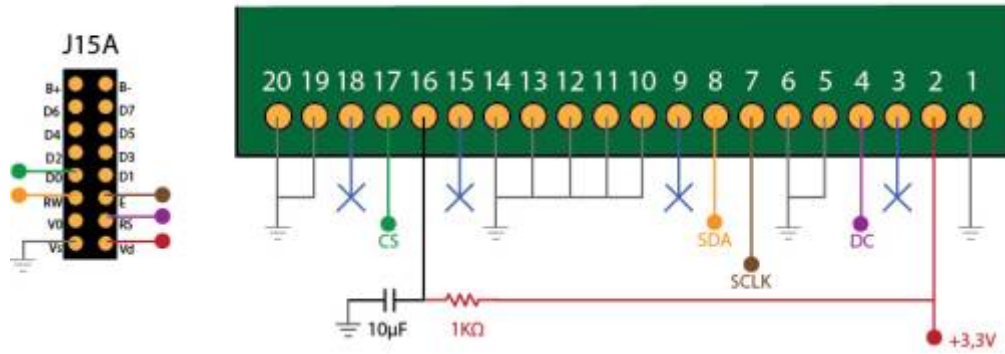 J15A
B+ B-
D6 D7
D4 D5
D2 D3
D0 D1
RW E
V0 RS
Vs Vd
20 19 18 17 16 15 14 13 12 11 10 9 8 7 6 5 4 3 2 1
CS SDA DC
SCLK
10µF 1KΩ +3,3V